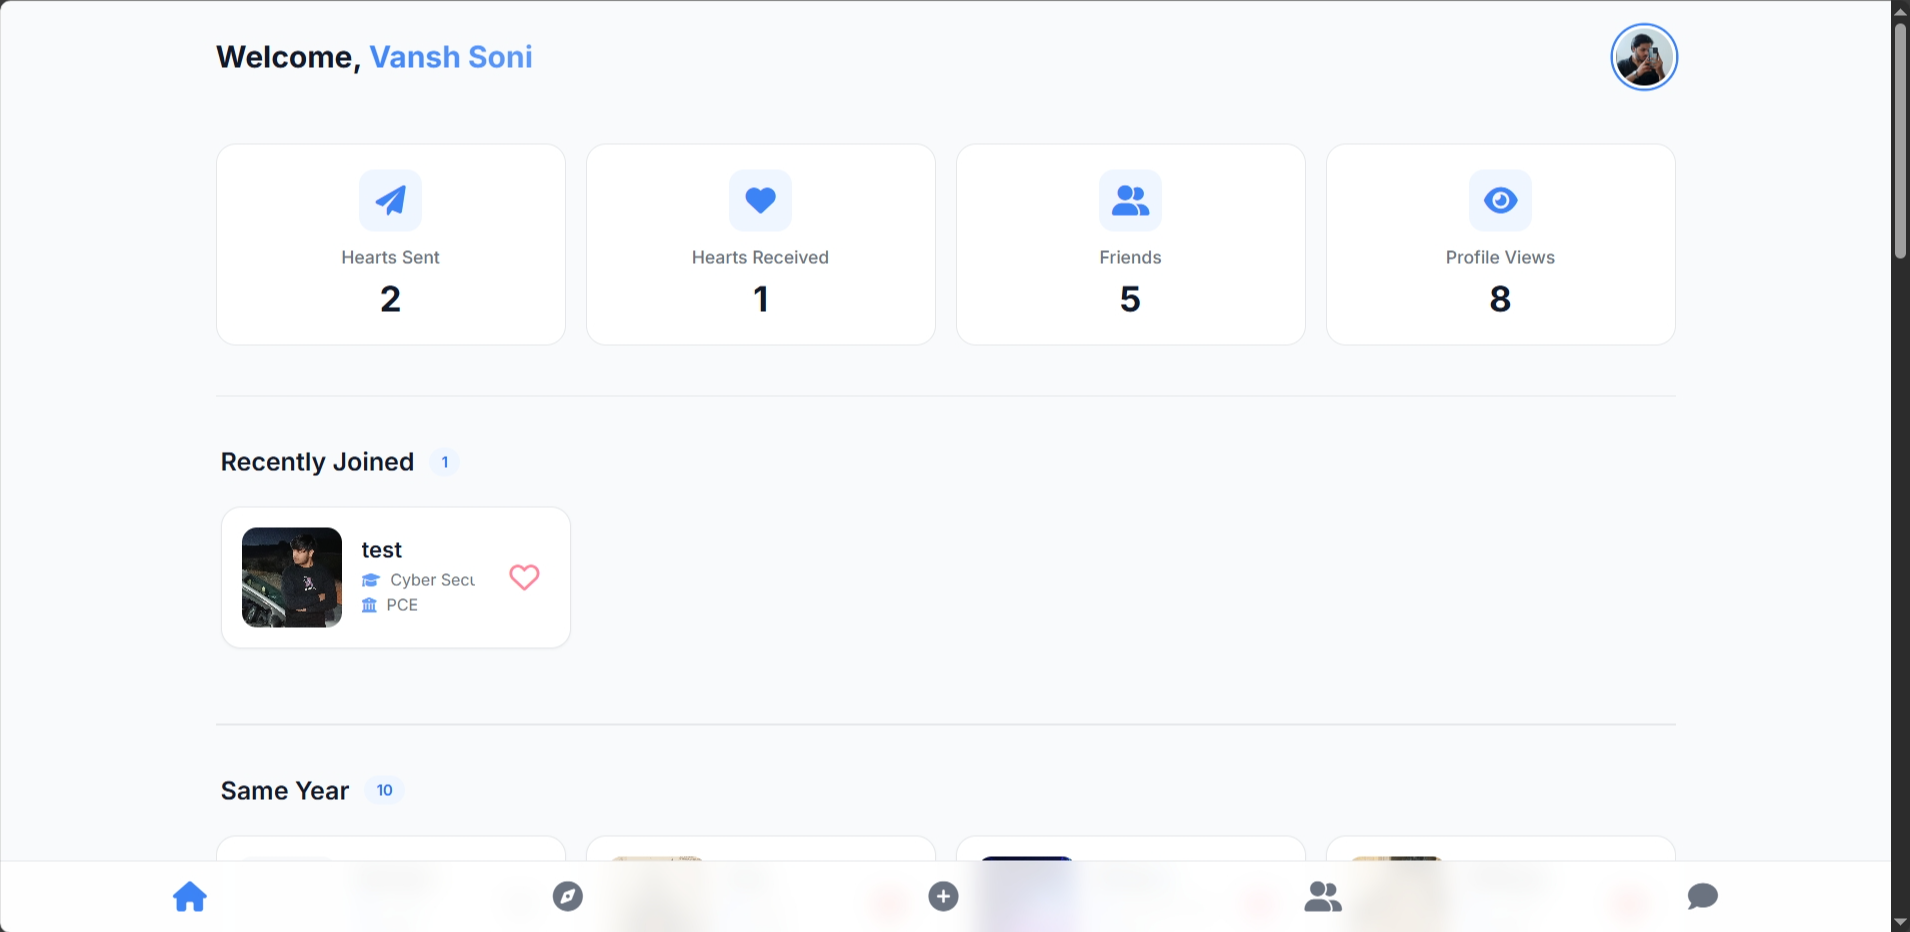 Welcome, Vansh Soni
Hearts Sent
2
Hearts Received
1
Friends
5
Profile Views
8
Recently Joined 1
test
Cyber Secu
PCE
Same Year 10